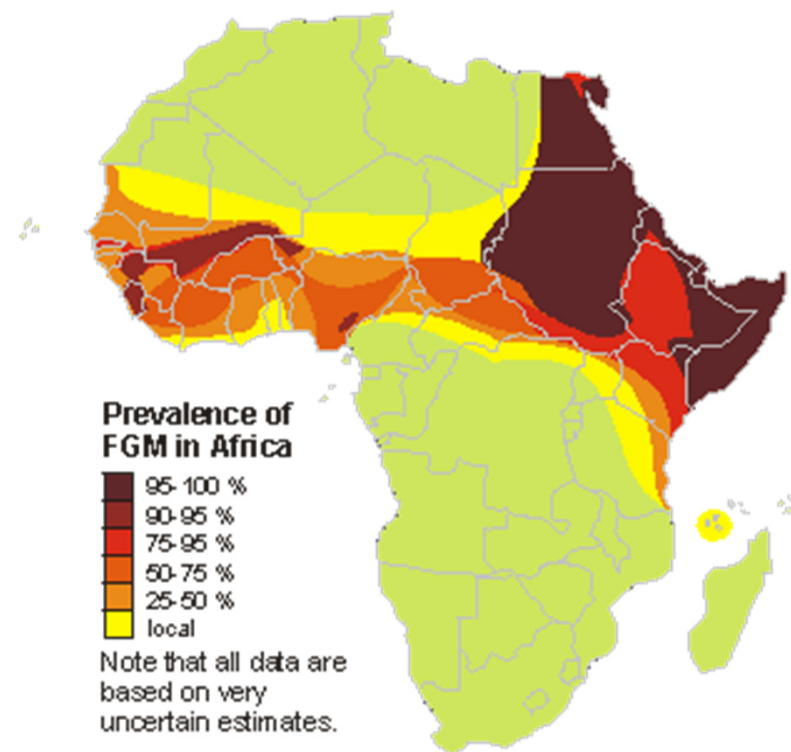 Prevalence of
FGM in Africa
95-100 %
90-95 %
75-95 %
50-75 %
25-50 %
local
Note that all data are
based on very
uncertain estimates.